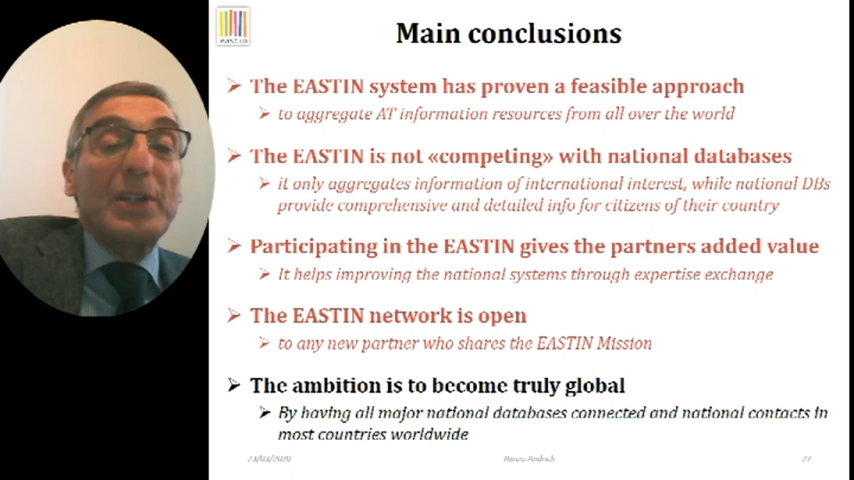 eastin
Main conclusions
➢ The EASTIN system has proven a feasible approach
➢ to aggregate AT information resources from all over the world
➢ The EASTIN is not «competing» with national databases
➢ it only aggregates information of international interest, while national DBs
provide comprehensive and detailed info for citizens of their country
➢ Participating in the EASTIN gives the partners added value
➢ It helps improving the national systems through expertise exchange
➢ The EASTIN network is open
➢ to any new partner who shares the EASTIN Mission
➢ The ambition is to become truly global
➢ By having all major national databases connected and national contacts in
most countries worldwide
27